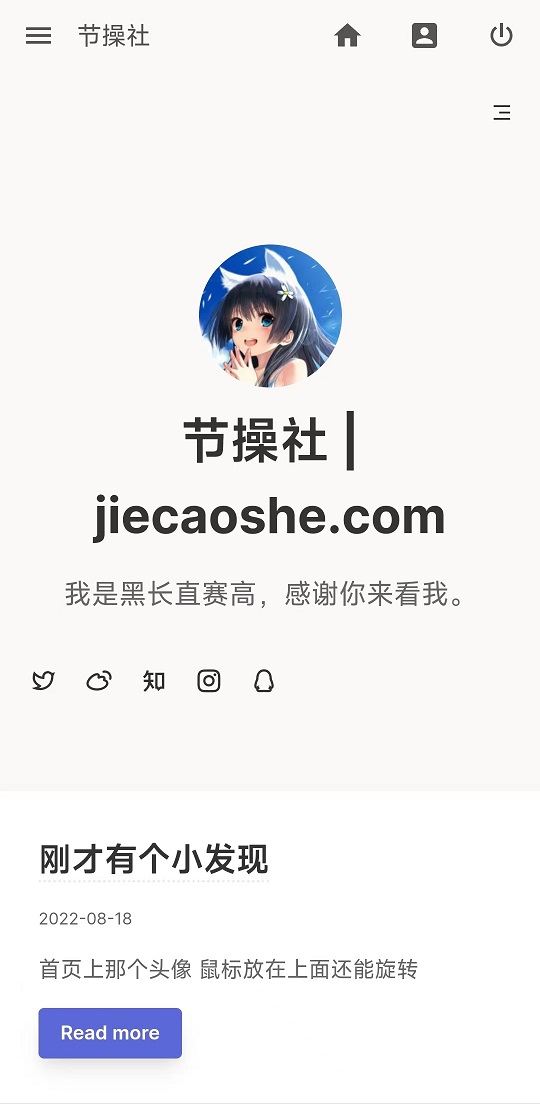 节操社
节操社 |
jiecaoshe.com
我是黑长直赛高，感谢你来看我。
知
刚才有个小发现
2022-08-18
首页上那个头像 鼠标放在上面还能旋转
Read more